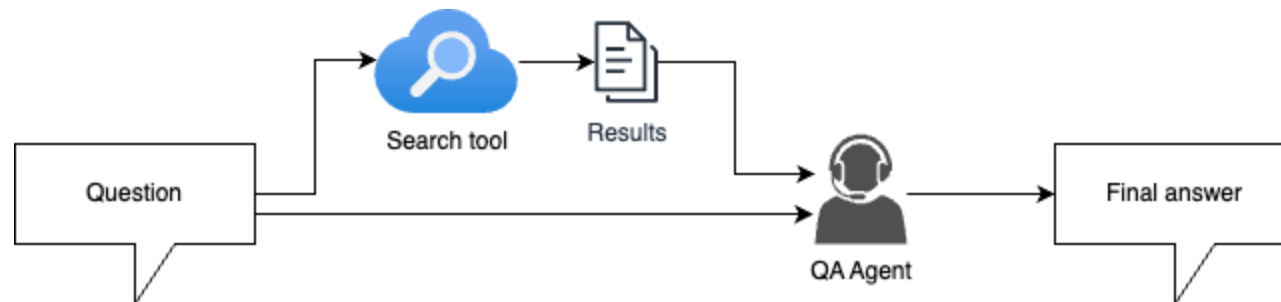 Search tool
Results
Question
QA Agent
Final answer